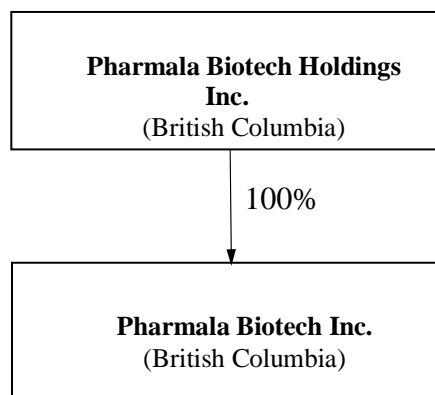 Pharmala Biotech Holdings
Inc.
(British Columbia)
100%
Pharmala Biotech Inc.
(British Columbia)